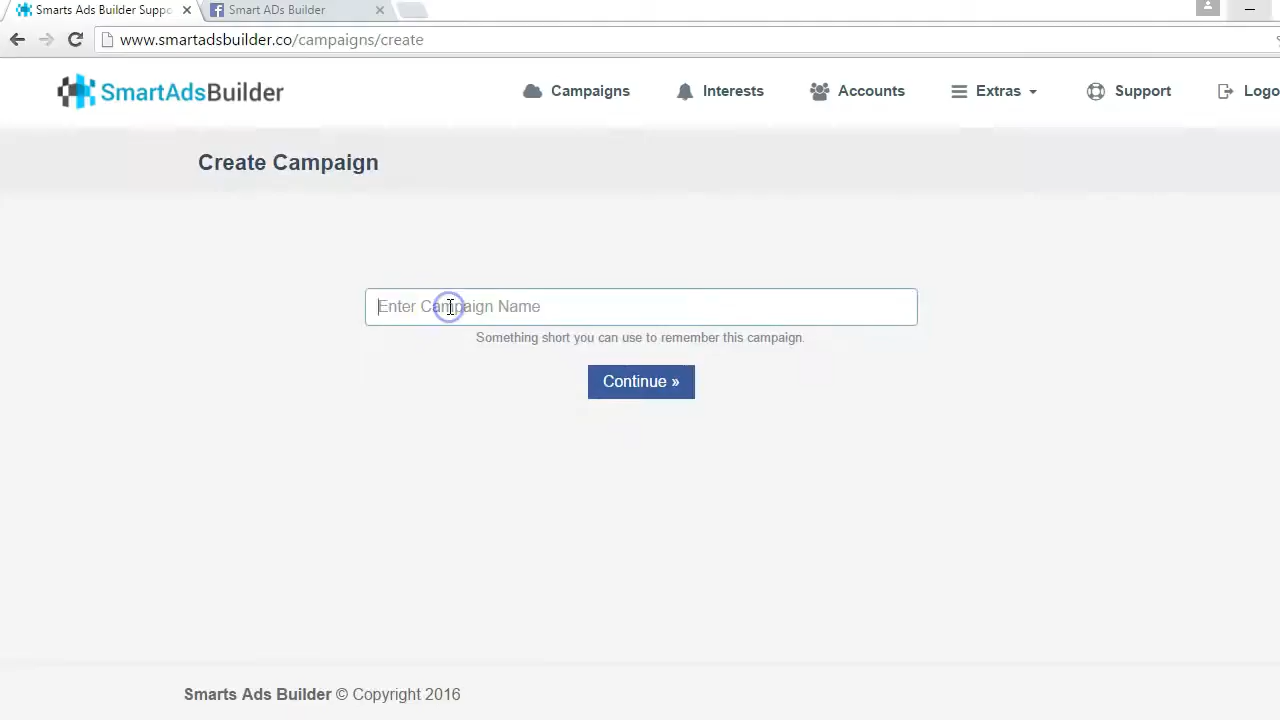 Smarts Ads Builder Suppo
Smart ADs Builder
www.smartadsbuilder.co/campaigns/create
SmartAdsBuilder
Campaigns
Interests
Accounts
Extras
Support
Logo
Create Campaign
Enter Campaign Name
Something short you can use to remember this campaign.
Continue »
Smarts Ads Builder © Copyright 2016